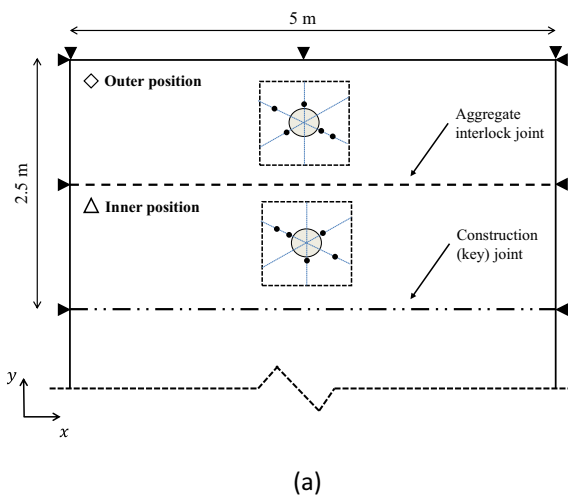 5 m
Outer position
Aggregate
interlock joint
2.5 m
Inner position
Construction
(key) joint
y
x
(a)